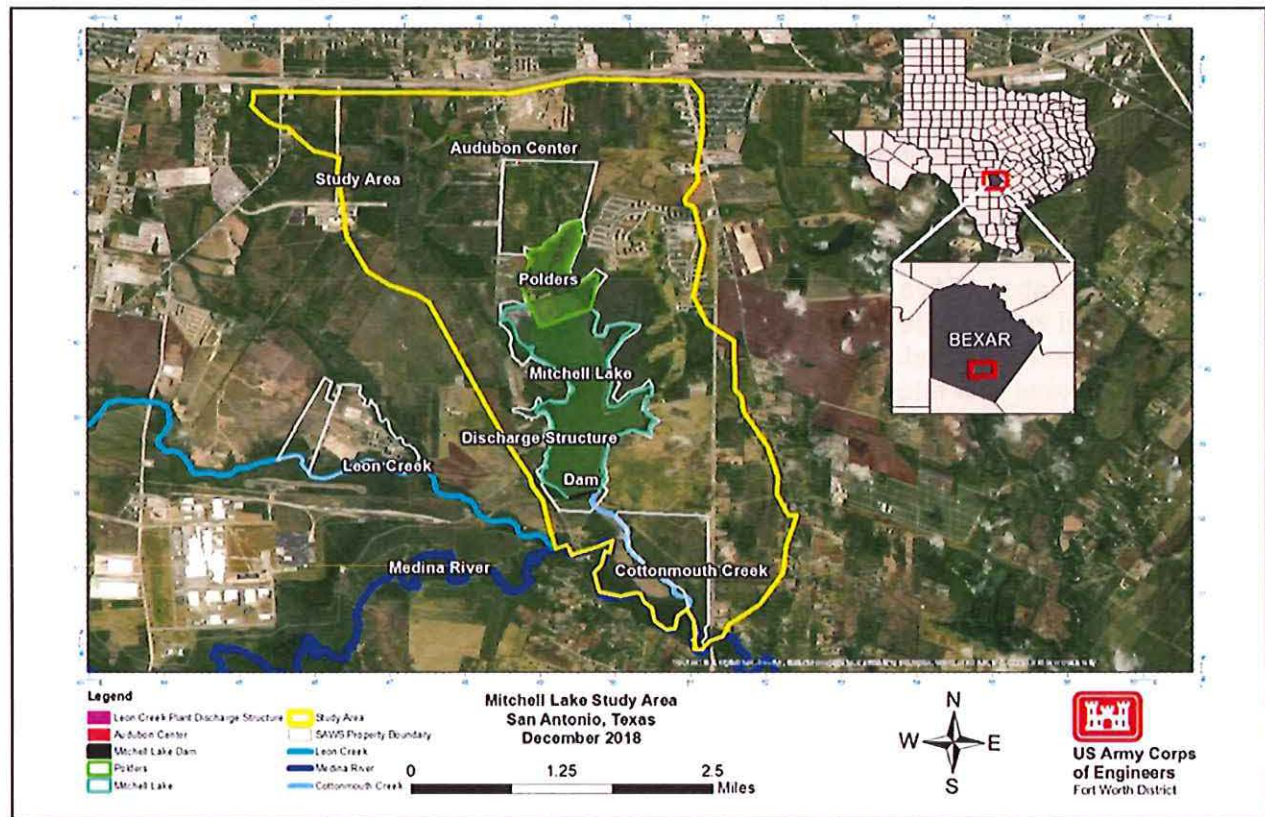 Audubon Center
Study Area
Polders
BEXAR
Mitchell Lake
Discharge Structure
Leon Creek
Dam
Medina River
Cottonmouth Creek
Legend
Leon Creek Plant Discharge Structure
Audubon Center
Mitchell Lake Dam
Polders
Mitchell Lake
Study Area
SAWS Property Boundary
Leon Creek
Medina River
Cottonmouth Creek
Mitchell Lake Study Area
San Antonio, Texas
December 2018
0 1.25 2.5
Miles
N
W E
S
US Army Corps
of Engineers
Fort Worth District